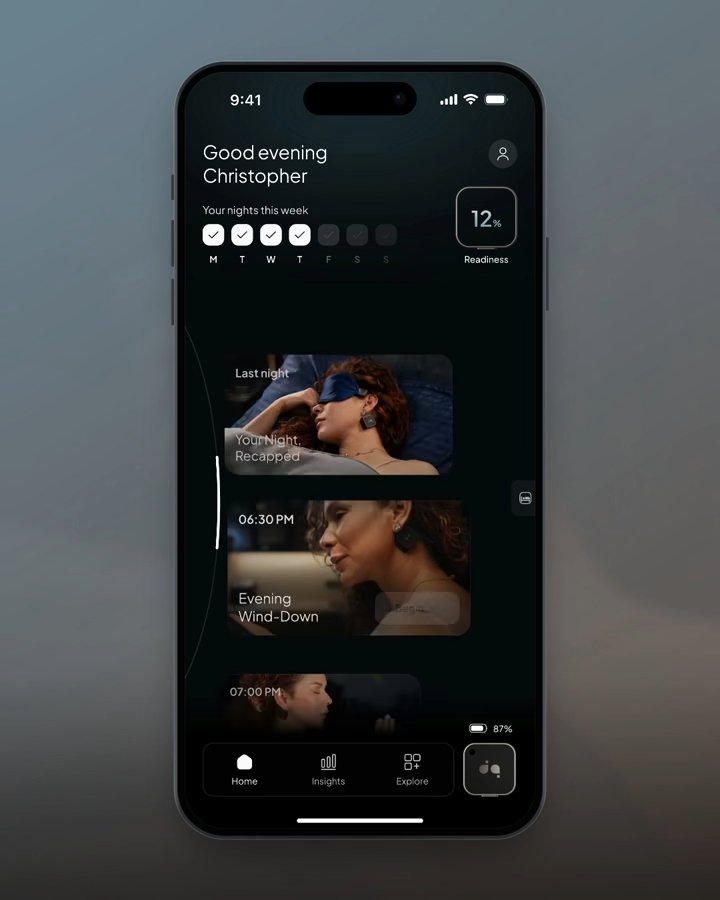 9:41
Good evening
Christopher
Your nights this week
M T W T F S S
12%
Readiness
Last night
Your Night,
Recapped
06:30 PM
Evening
Wind-Down
Begin
07:00 PM
87%
Home
Insights
Explore